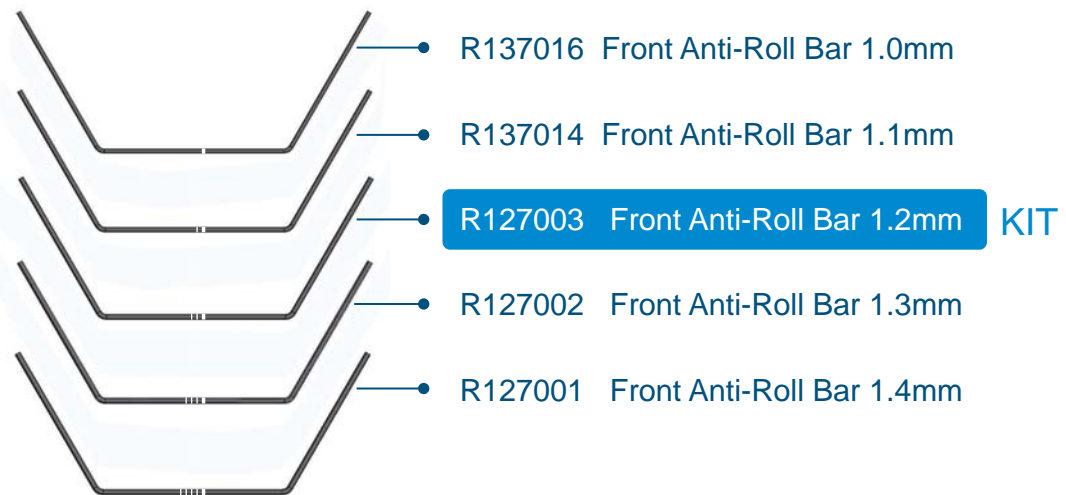 R137016 Front Anti-Roll Bar 1.0mm
R137014 Front Anti-Roll Bar 1.1mm
R127003 Front Anti-Roll Bar 1.2mm KIT
R127002 Front Anti-Roll Bar 1.3mm
R127001 Front Anti-Roll Bar 1.4mm